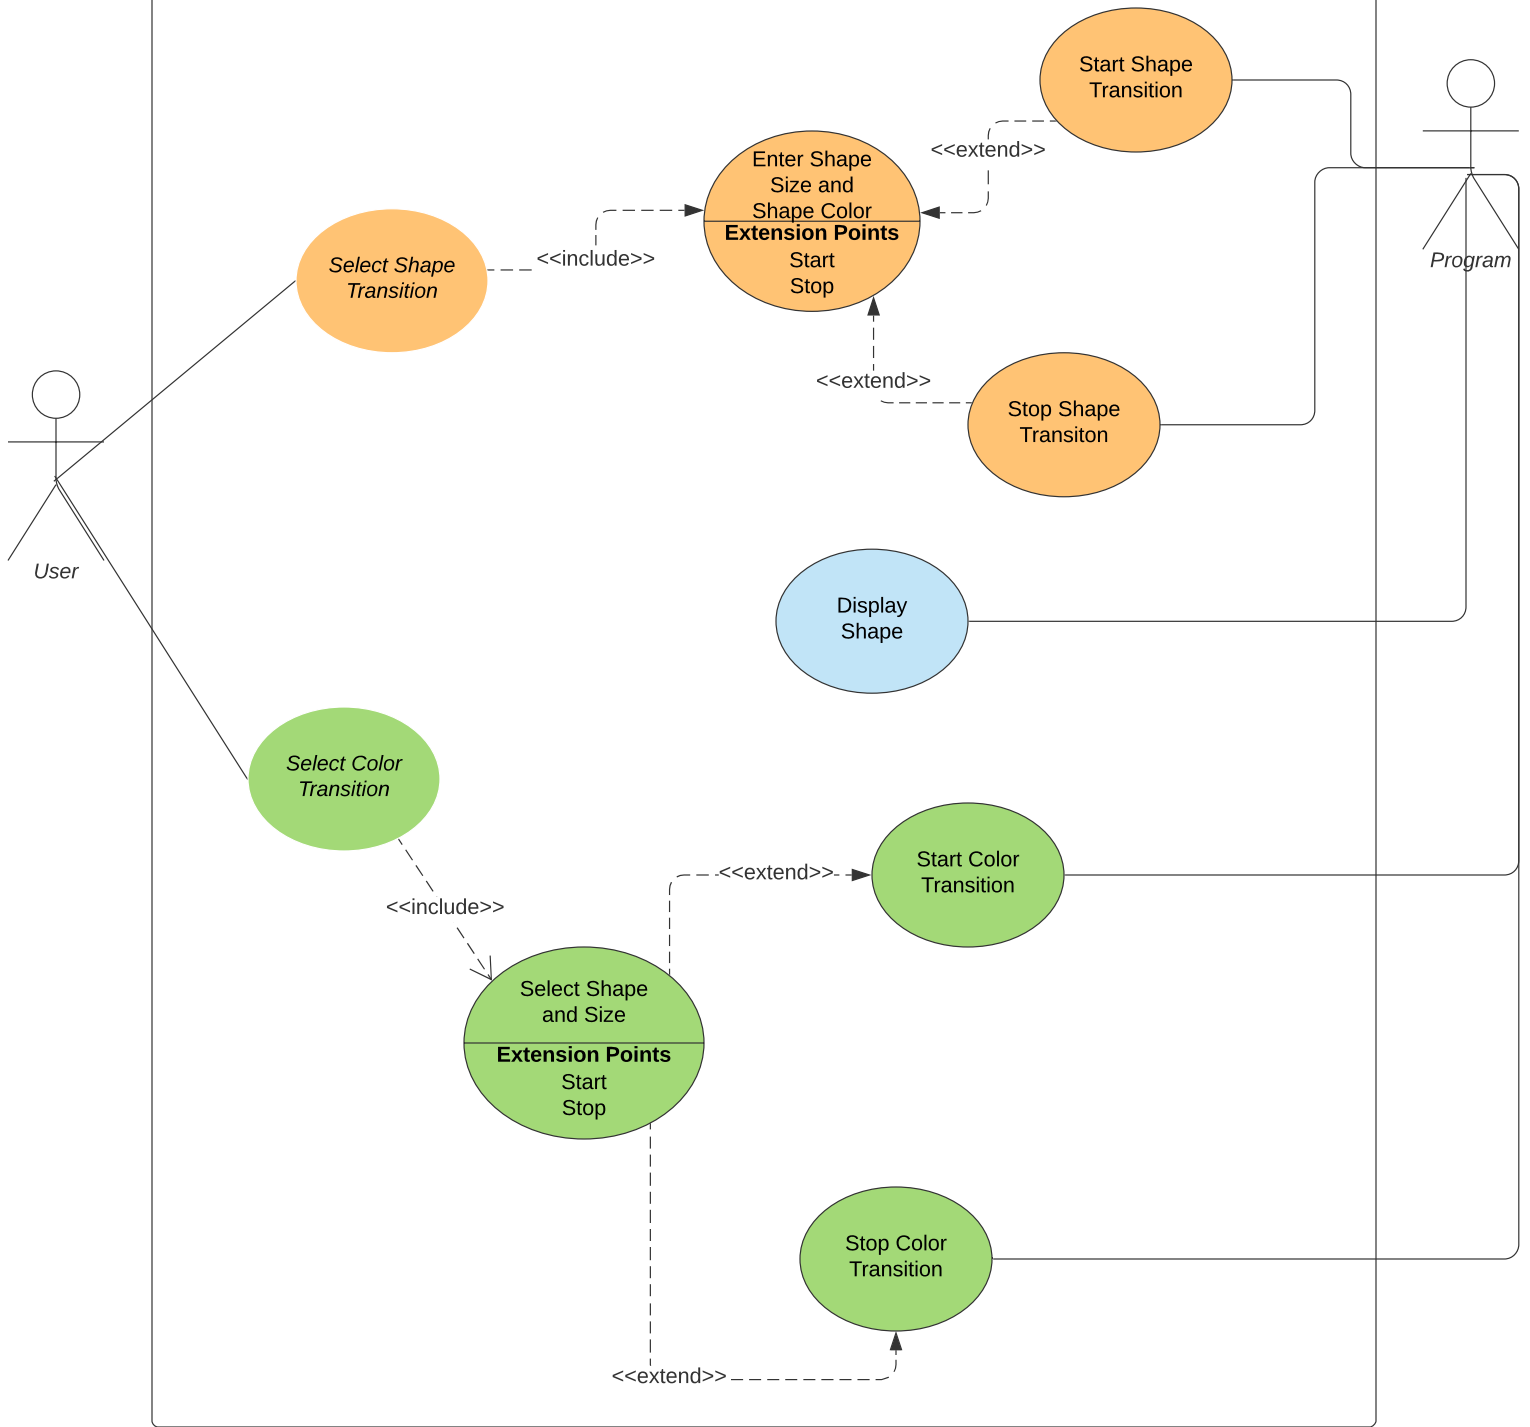 Start Shape
Transition
<<extend>>
Enter Shape
Size and
Shape Color
Extension Points
Start
Stop
Select Shape
Transition
<<include>>
Program
<<extend>>
Stop Shape
Transiton
User
Display
Shape
Select Color
Transition
<<extend>>
Start Color
Transition
<<include>>
Select Shape
and Size
Extension Points
Start
Stop
Stop Color
Transition
<<extend>>